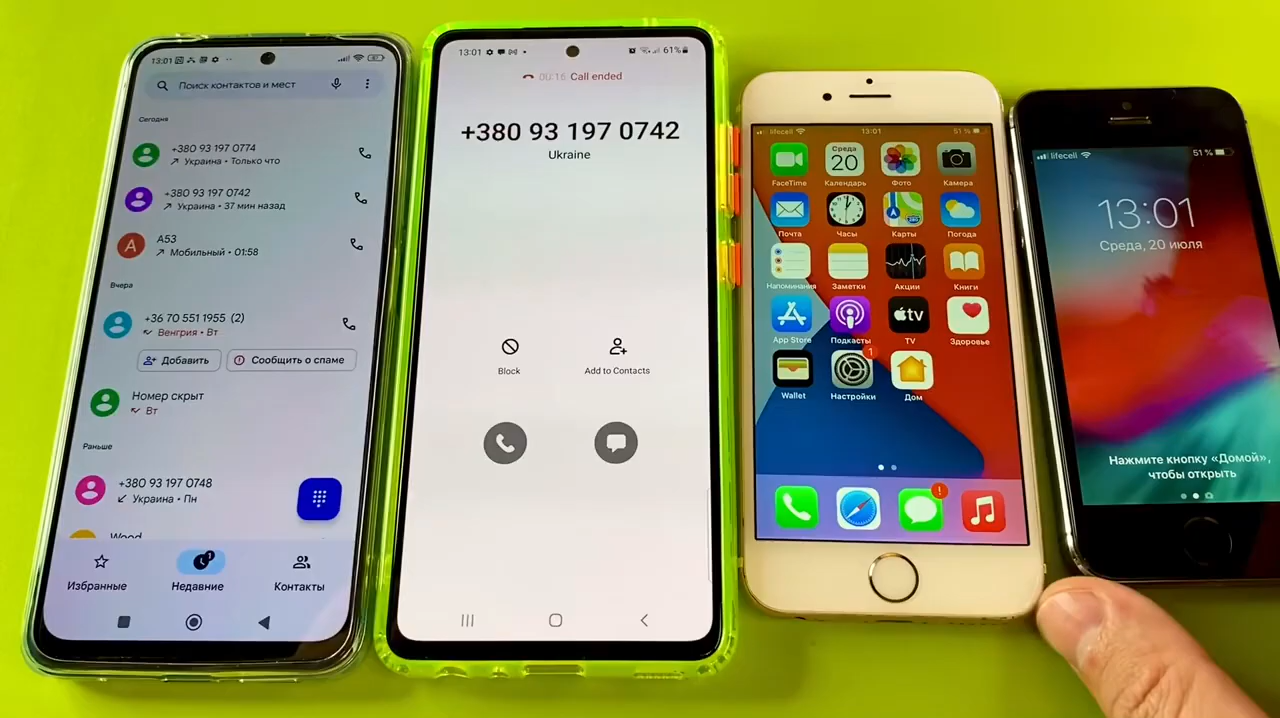 13:01
Поиск контактов и мест
Сегодня
+380 93 197 0774
Украина • Только что
+380 93 197 0742
Украина • 37 мин назад
A
A53
Мобильный • 01:58
Вчера
+36 70 551 1955 (2)
Венгрия • Вт
Добавить
Сообщить о спаме
Номер скрыт
Вт
Раньше
+380 93 197 0748
Украина • Пн
Wood
1
Избранные
Недавние
Контакты
13:01
61%
00:16 Call ended
+380 93 197 0742
Ukraine
Block
Add to Contacts
lifecell
13:01
51 %
Среда
20
FaceTime
Календарь
Фото
Камера
Почта
Часы
Карты
Погода
Напоминания
Заметки
Акции
Книги
tv
App Store
Подкасты
TV
Здоровье
1
Wallet
Настройки
Дом
!
lifecell
51 %
13:01
Среда, 20 июля
Нажмите кнопку «Домой»,
чтобы открыть